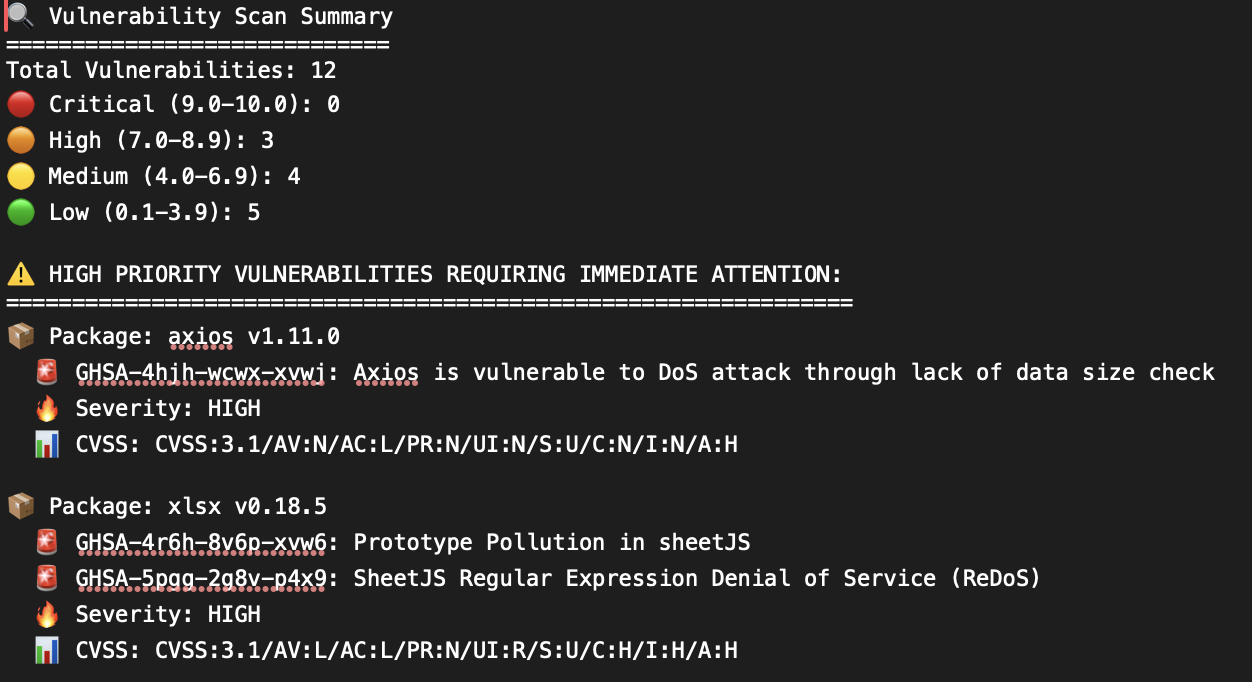 🔍 Vulnerability Scan Summary
=============================
Total Vulnerabilities: 12
🔴 Critical (9.0-10.0): 0
🟠 High (7.0-8.9): 3
🟡 Medium (4.0-6.9): 4
🟢 Low (0.1-3.9): 5
⚠️ HIGH PRIORITY VULNERABILITIES REQUIRING IMMEDIATE ATTENTION:
================================================================
📦 Package: axios v1.11.0
🚨 GHSA-4hjh-wcwx-xvwj: Axios is vulnerable to DoS attack through lack of data size check
🔥 Severity: HIGH
📊 CVSS: CVSS:3.1/AV:N/AC:L/PR:N/UI:N/S:U/C:N/I:N/A:H
📦 Package: xlsx v0.18.5
🚨 GHSA-4r6h-8v6p-xvw6: Prototype Pollution in sheetJS
🚨 GHSA-5pgg-2g8v-p4x9: SheetJS Regular Expression Denial of Service (ReDoS)
🔥 Severity: HIGH
📊 CVSS: CVSS:3.1/AV:L/AC:L/PR:N/UI:R/S:U/C:H/I:H/A:H